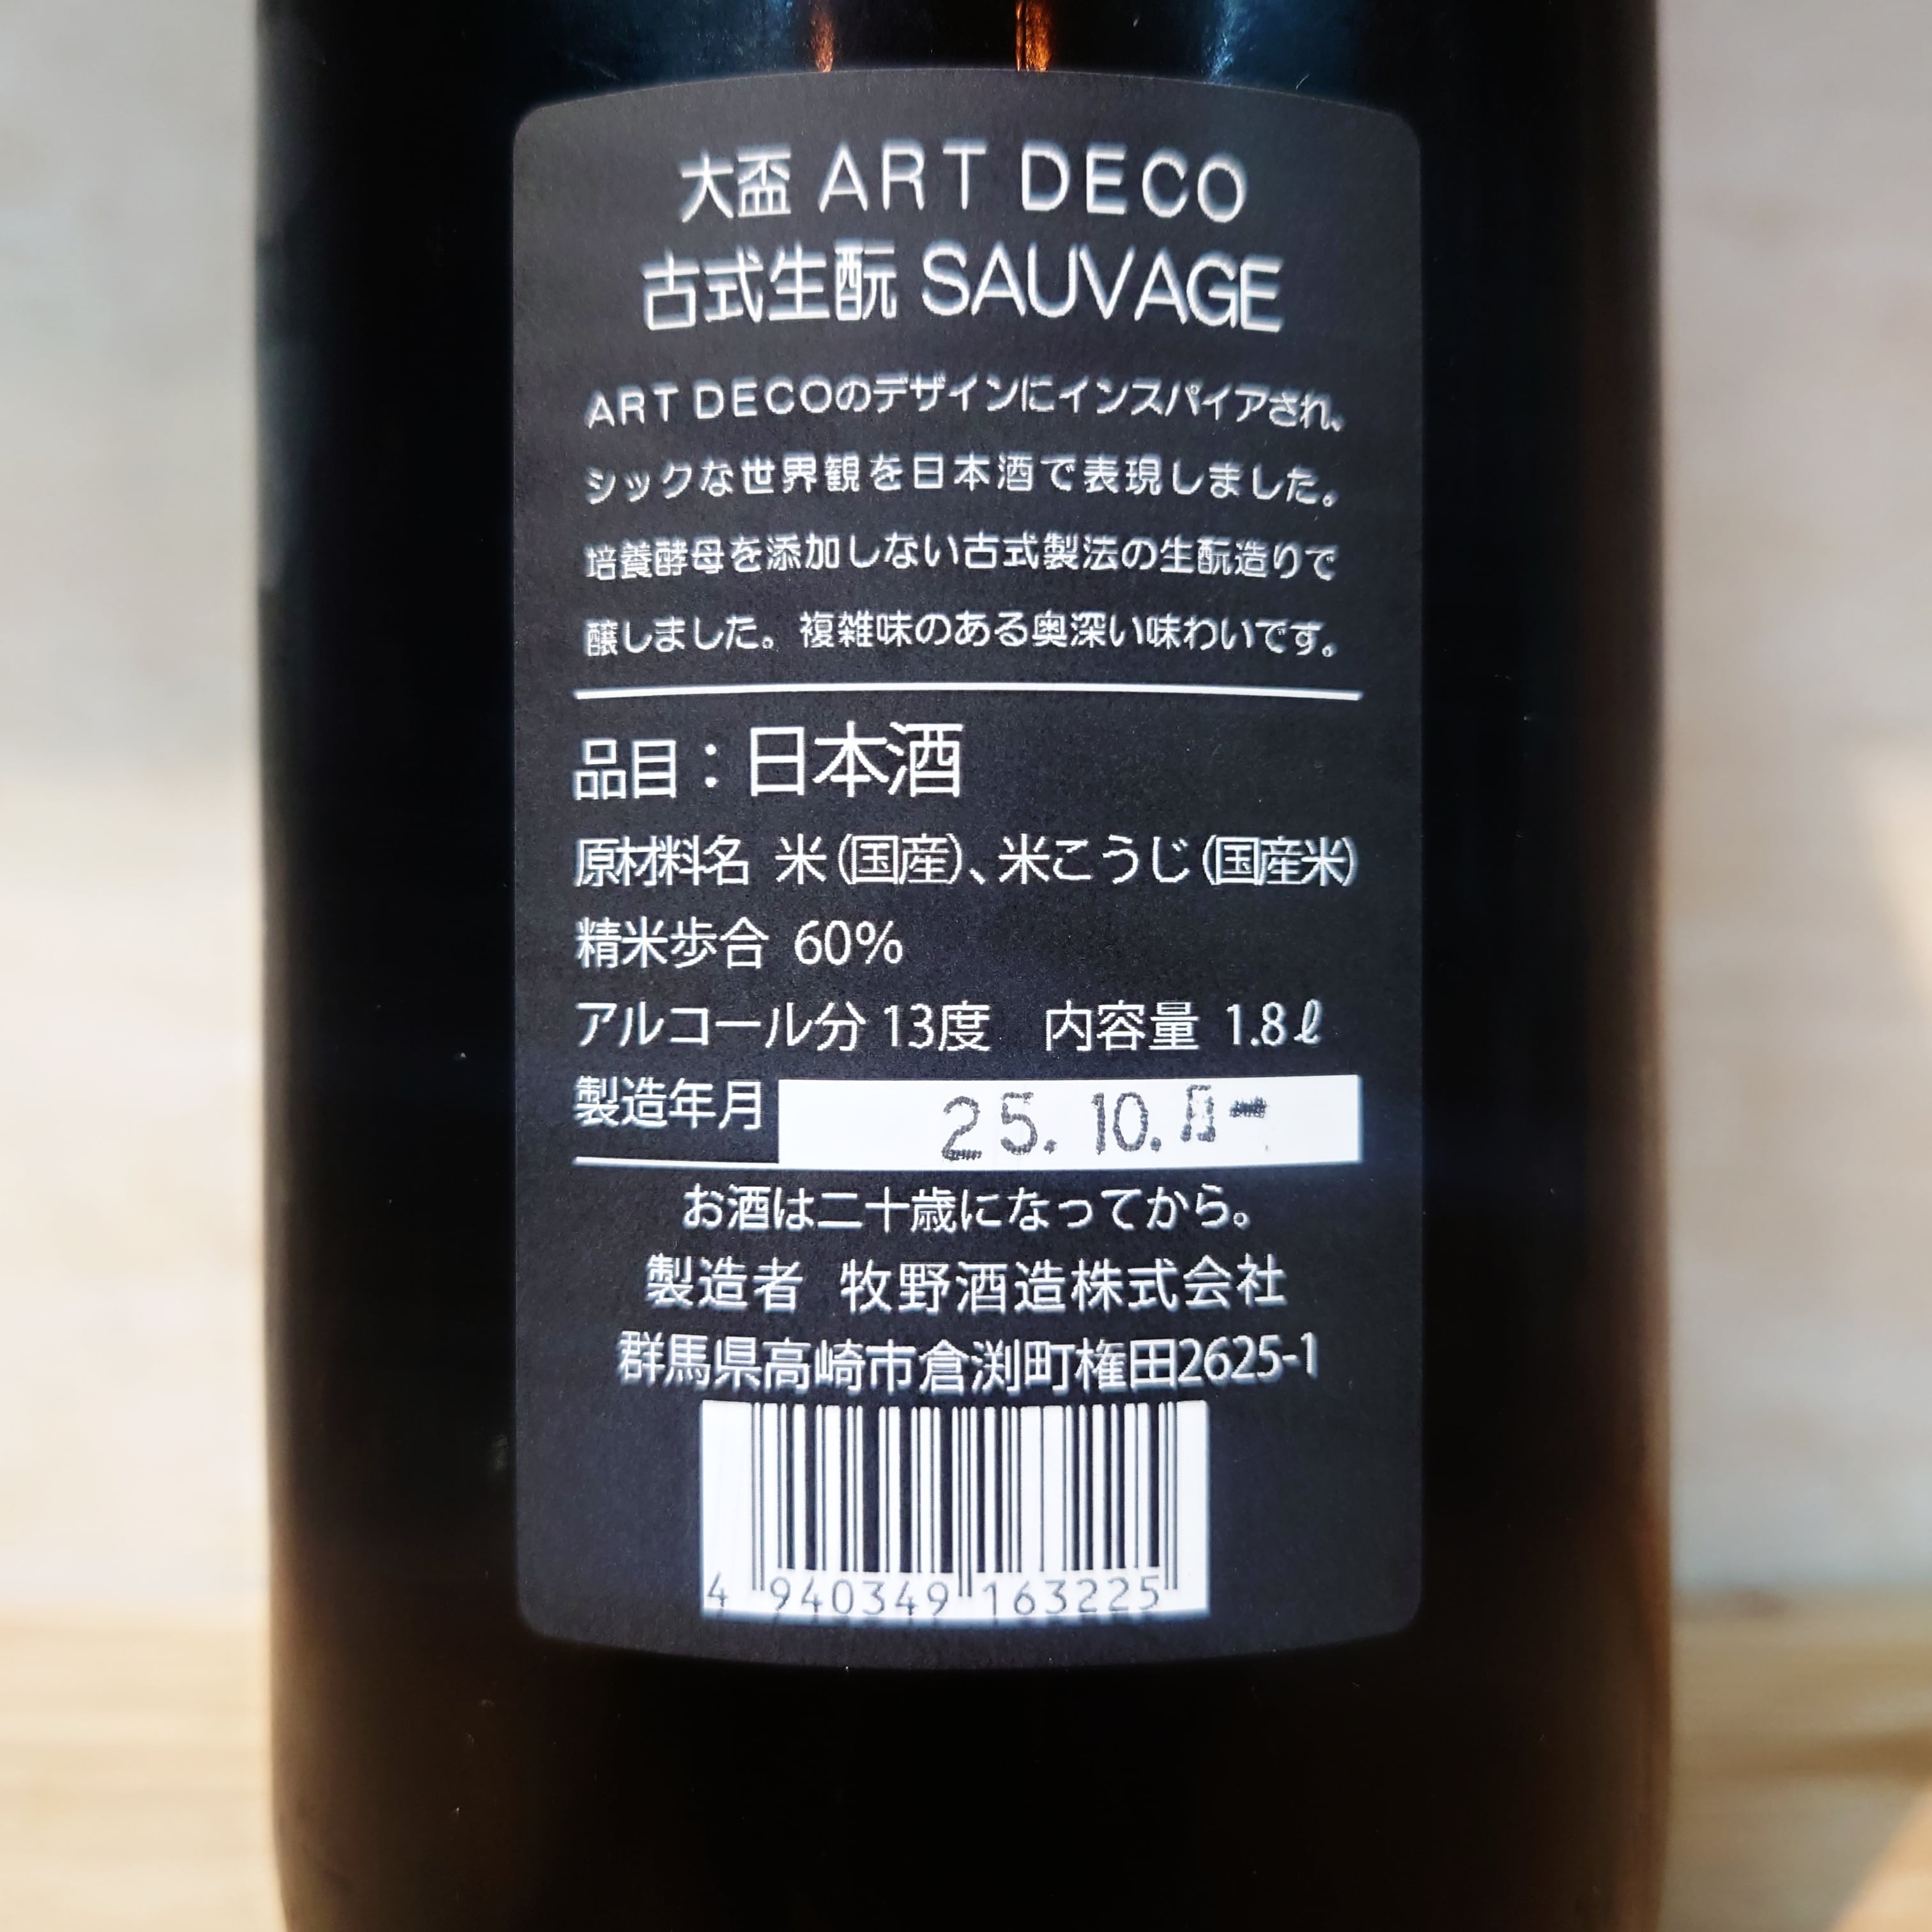 大盃 ART DECO
古式生酛 SAUVAGE
ART DECOのデザインにインスパイアされ、
シックな世界観を日本酒で表現しました。
培養酵母を添加しない古式製法の生酛造りで
醸しました。複雑味のある奥深い味わいです。
品目：日本酒
原材料名 米（国産）、米こうじ（国産米）
精米歩合 60%
アルコール分 13度 内容量 1.8ℓ
製造年月 25.10.
お酒は二十歳になってから。
製造者 牧野酒造株式会社
群馬県高崎市倉渕町権田2625-1
4 940349 163225